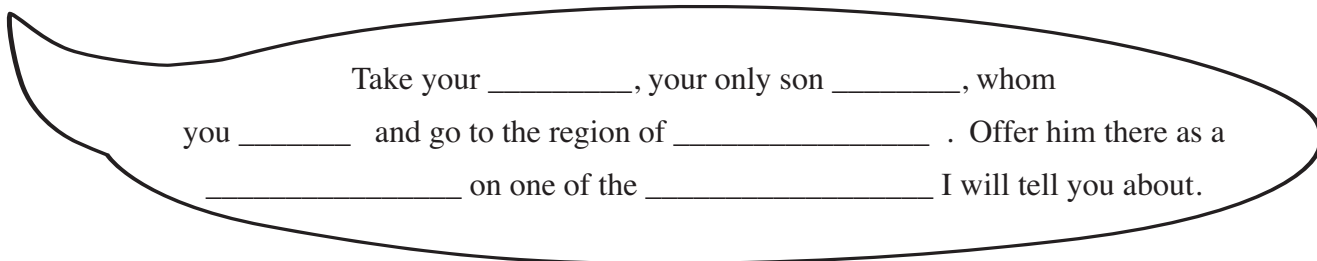 Take your _________, your only son ________, whom
you _______ and go to the region of ________________ . Offer him there as a
________________ on one of the __________________ I will tell you about.